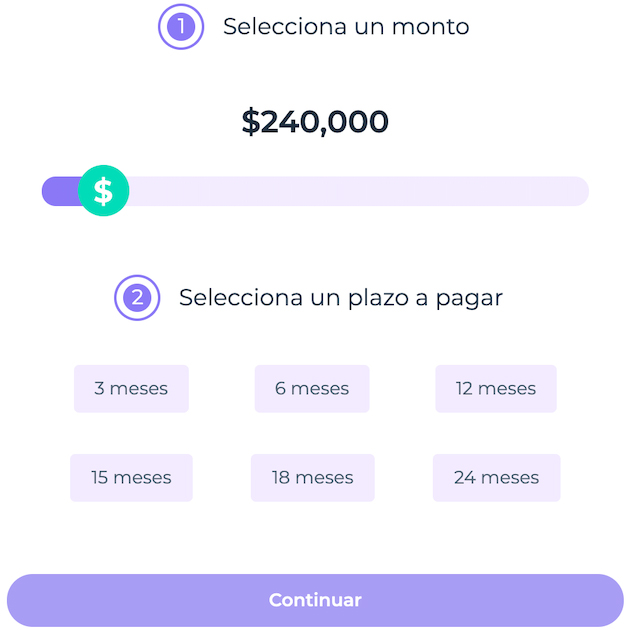 1 Selecciona un monto
$240,000
$
2 Selecciona un plazo a pagar
3 meses 6 meses 12 meses
15 meses 18 meses 24 meses
Continuar